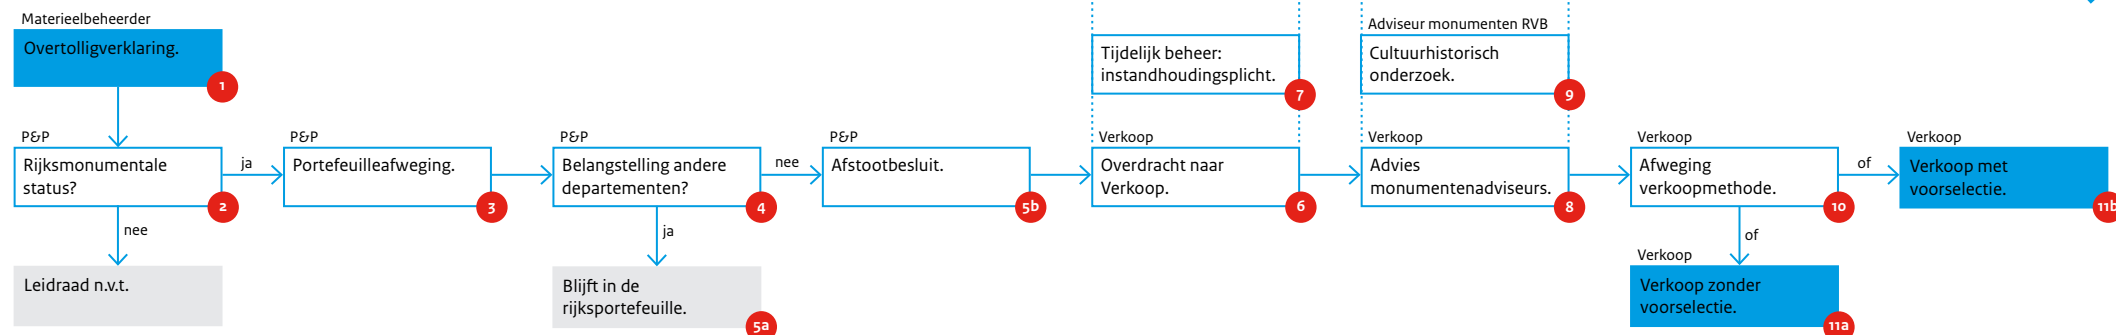 Materieelbeheerder
Overtolligverklaring.
1
P&P
Rijksmonumentale
status?
2
ja
nee
Leidraad n.v.t.
P&P
Portefeuilleafweging.
3
P&P
Belangstelling andere
departementen?
4
nee
ja
Blijft in de
rijksportefeuille.
5a
P&P
Afstootbesluit.
5b
Tijdelijk beheer:
instandhoudingsplicht.
7
Verkoop
Overdracht naar
Verkoop.
6
Adviseur monumenten RVB
Cultuurhistorisch
onderzoek.
9
Verkoop
Advies
monumentenadviseurs.
8
Verkoop
Afweging
verkoopmethode.
10
of
of
Verkoop
Verkoop zonder
voorselectie.
11a
Verkoop
Verkoop met
voorselectie.
11b